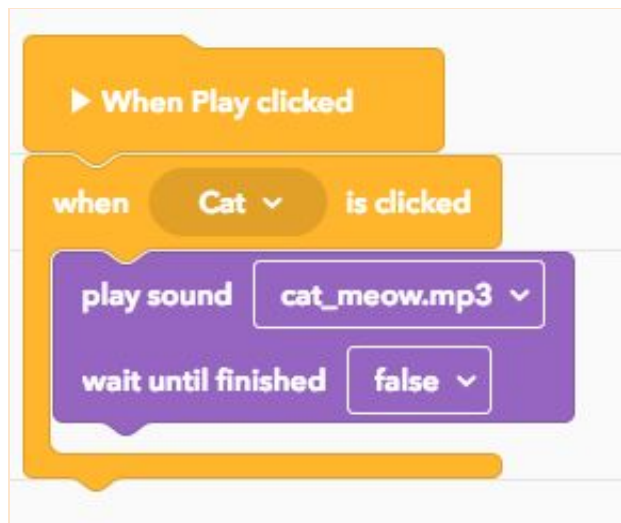 When Play clicked
when Cat is clicked
play sound cat_meow.mp3
wait until finished false